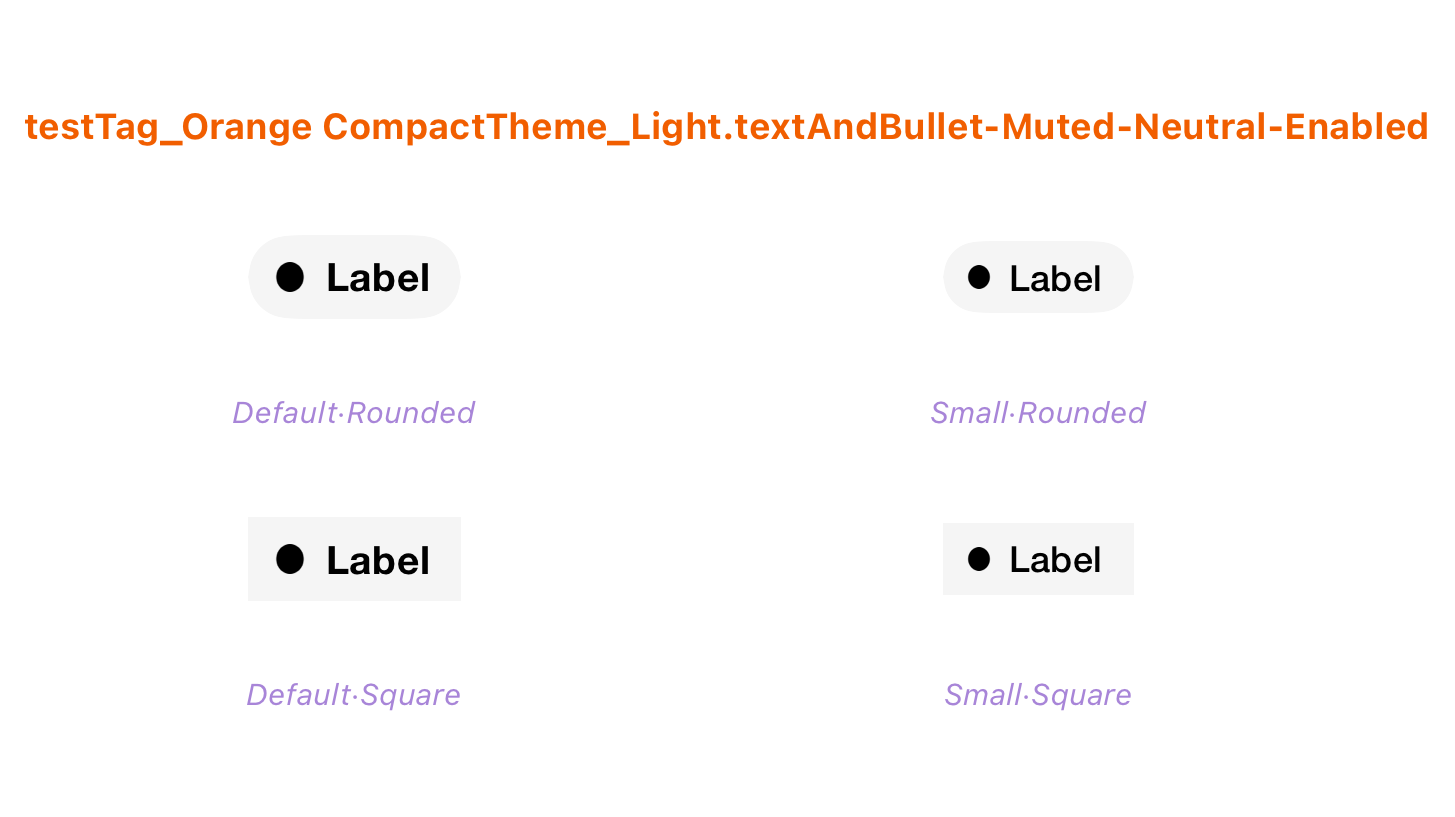 testTag_Orange CompactTheme_Light.textAndBullet-Muted-Neutral-Enabled
Label
Label
Default·Rounded
Small·Rounded
Label
Label
Default·Square
Small·Square